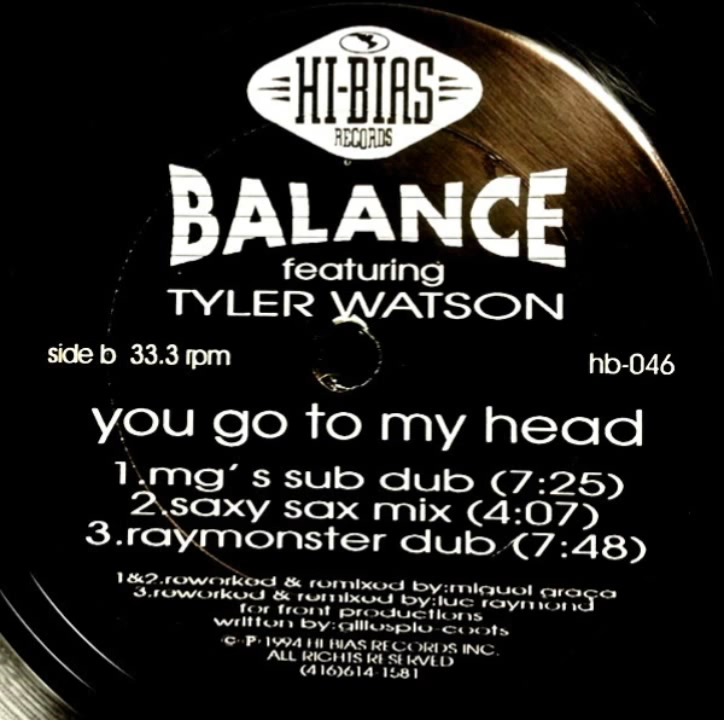 HI-BIAS
RECORDS
BALANCE
featuring
TYLER WATSON
side b 33.3 rpm
hb-046
you go to my head
1.mg's sub dub (7:25)
2.saxy sax mix (4:07)
3.raymonster dub (7:48)
1&2.reworked & remixed by:miguel graca
3.reworked & remixed by:luc raymond
for front productions
written by:gillespie-coots
© P 1994 HI BIAS RECORDS INC.
ALL RIGHTS RESERVED
(416)614-1581